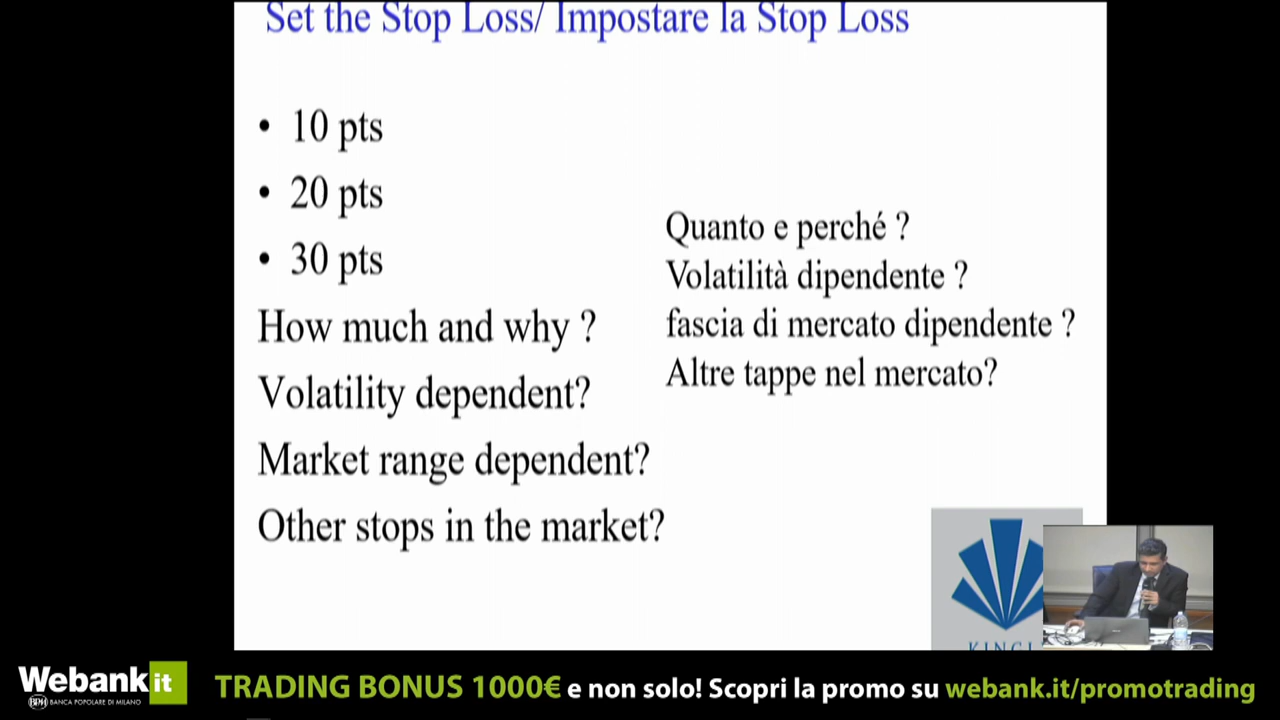 Set the Stop Loss/ Impostare la Stop Loss
• 10 pts
• 20 pts
• 30 pts
How much and why ?
Volatility dependent?
Market range dependent?
Other stops in the market?
Quanto e perché ?
Volatilità dipendente ?
fascia di mercato dipendente ?
Altre tappe nel mercato?
Webank.it
BPM BANCA POPOLARE DI MILANO
TRADING BONUS 1000€ e non solo! Scopri la promo su webank.it/promotrading